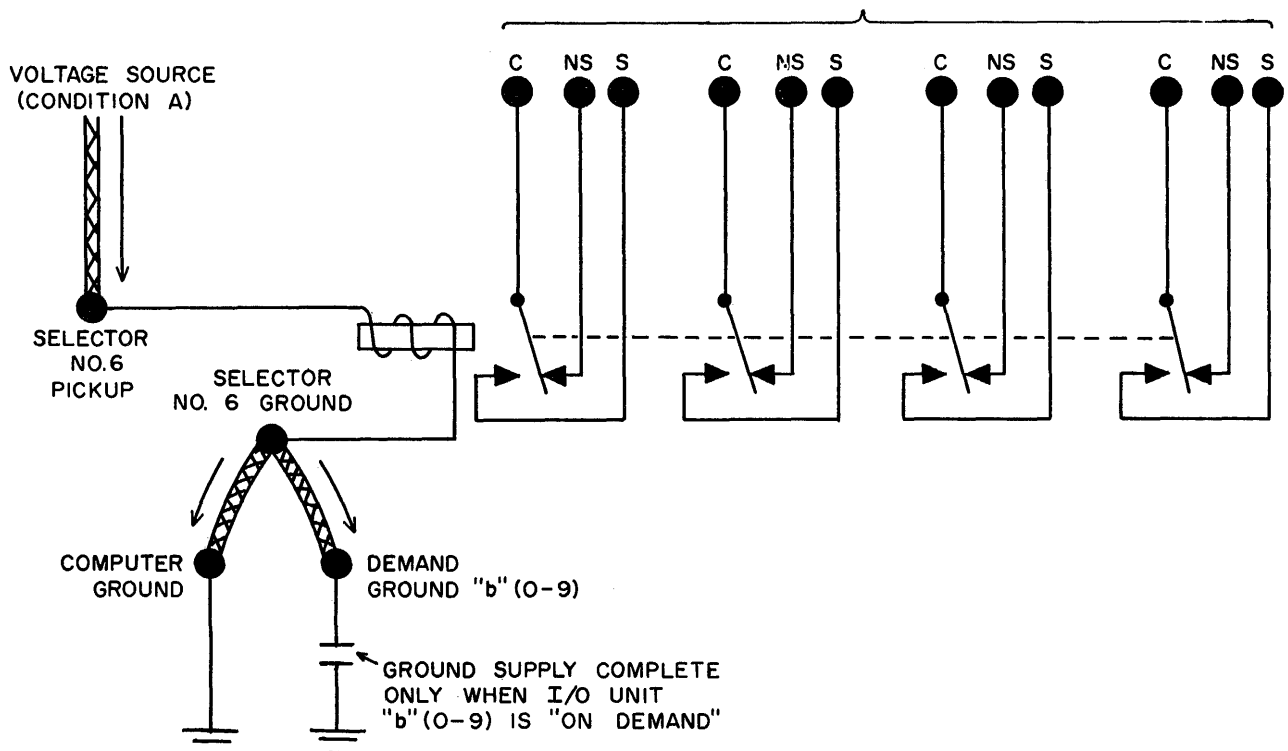 C NS S C NS S C NS S C NS S
VOLTAGE SOURCE
(CONDITION A)
SELECTOR
NO.6
PICKUP
SELECTOR
NO. 6 GROUND
COMPUTER
GROUND
DEMAND
GROUND "b" (0-9)
GROUND SUPPLY COMPLETE
ONLY WHEN I/O UNIT
"b" (0-9) IS "ON DEMAND"